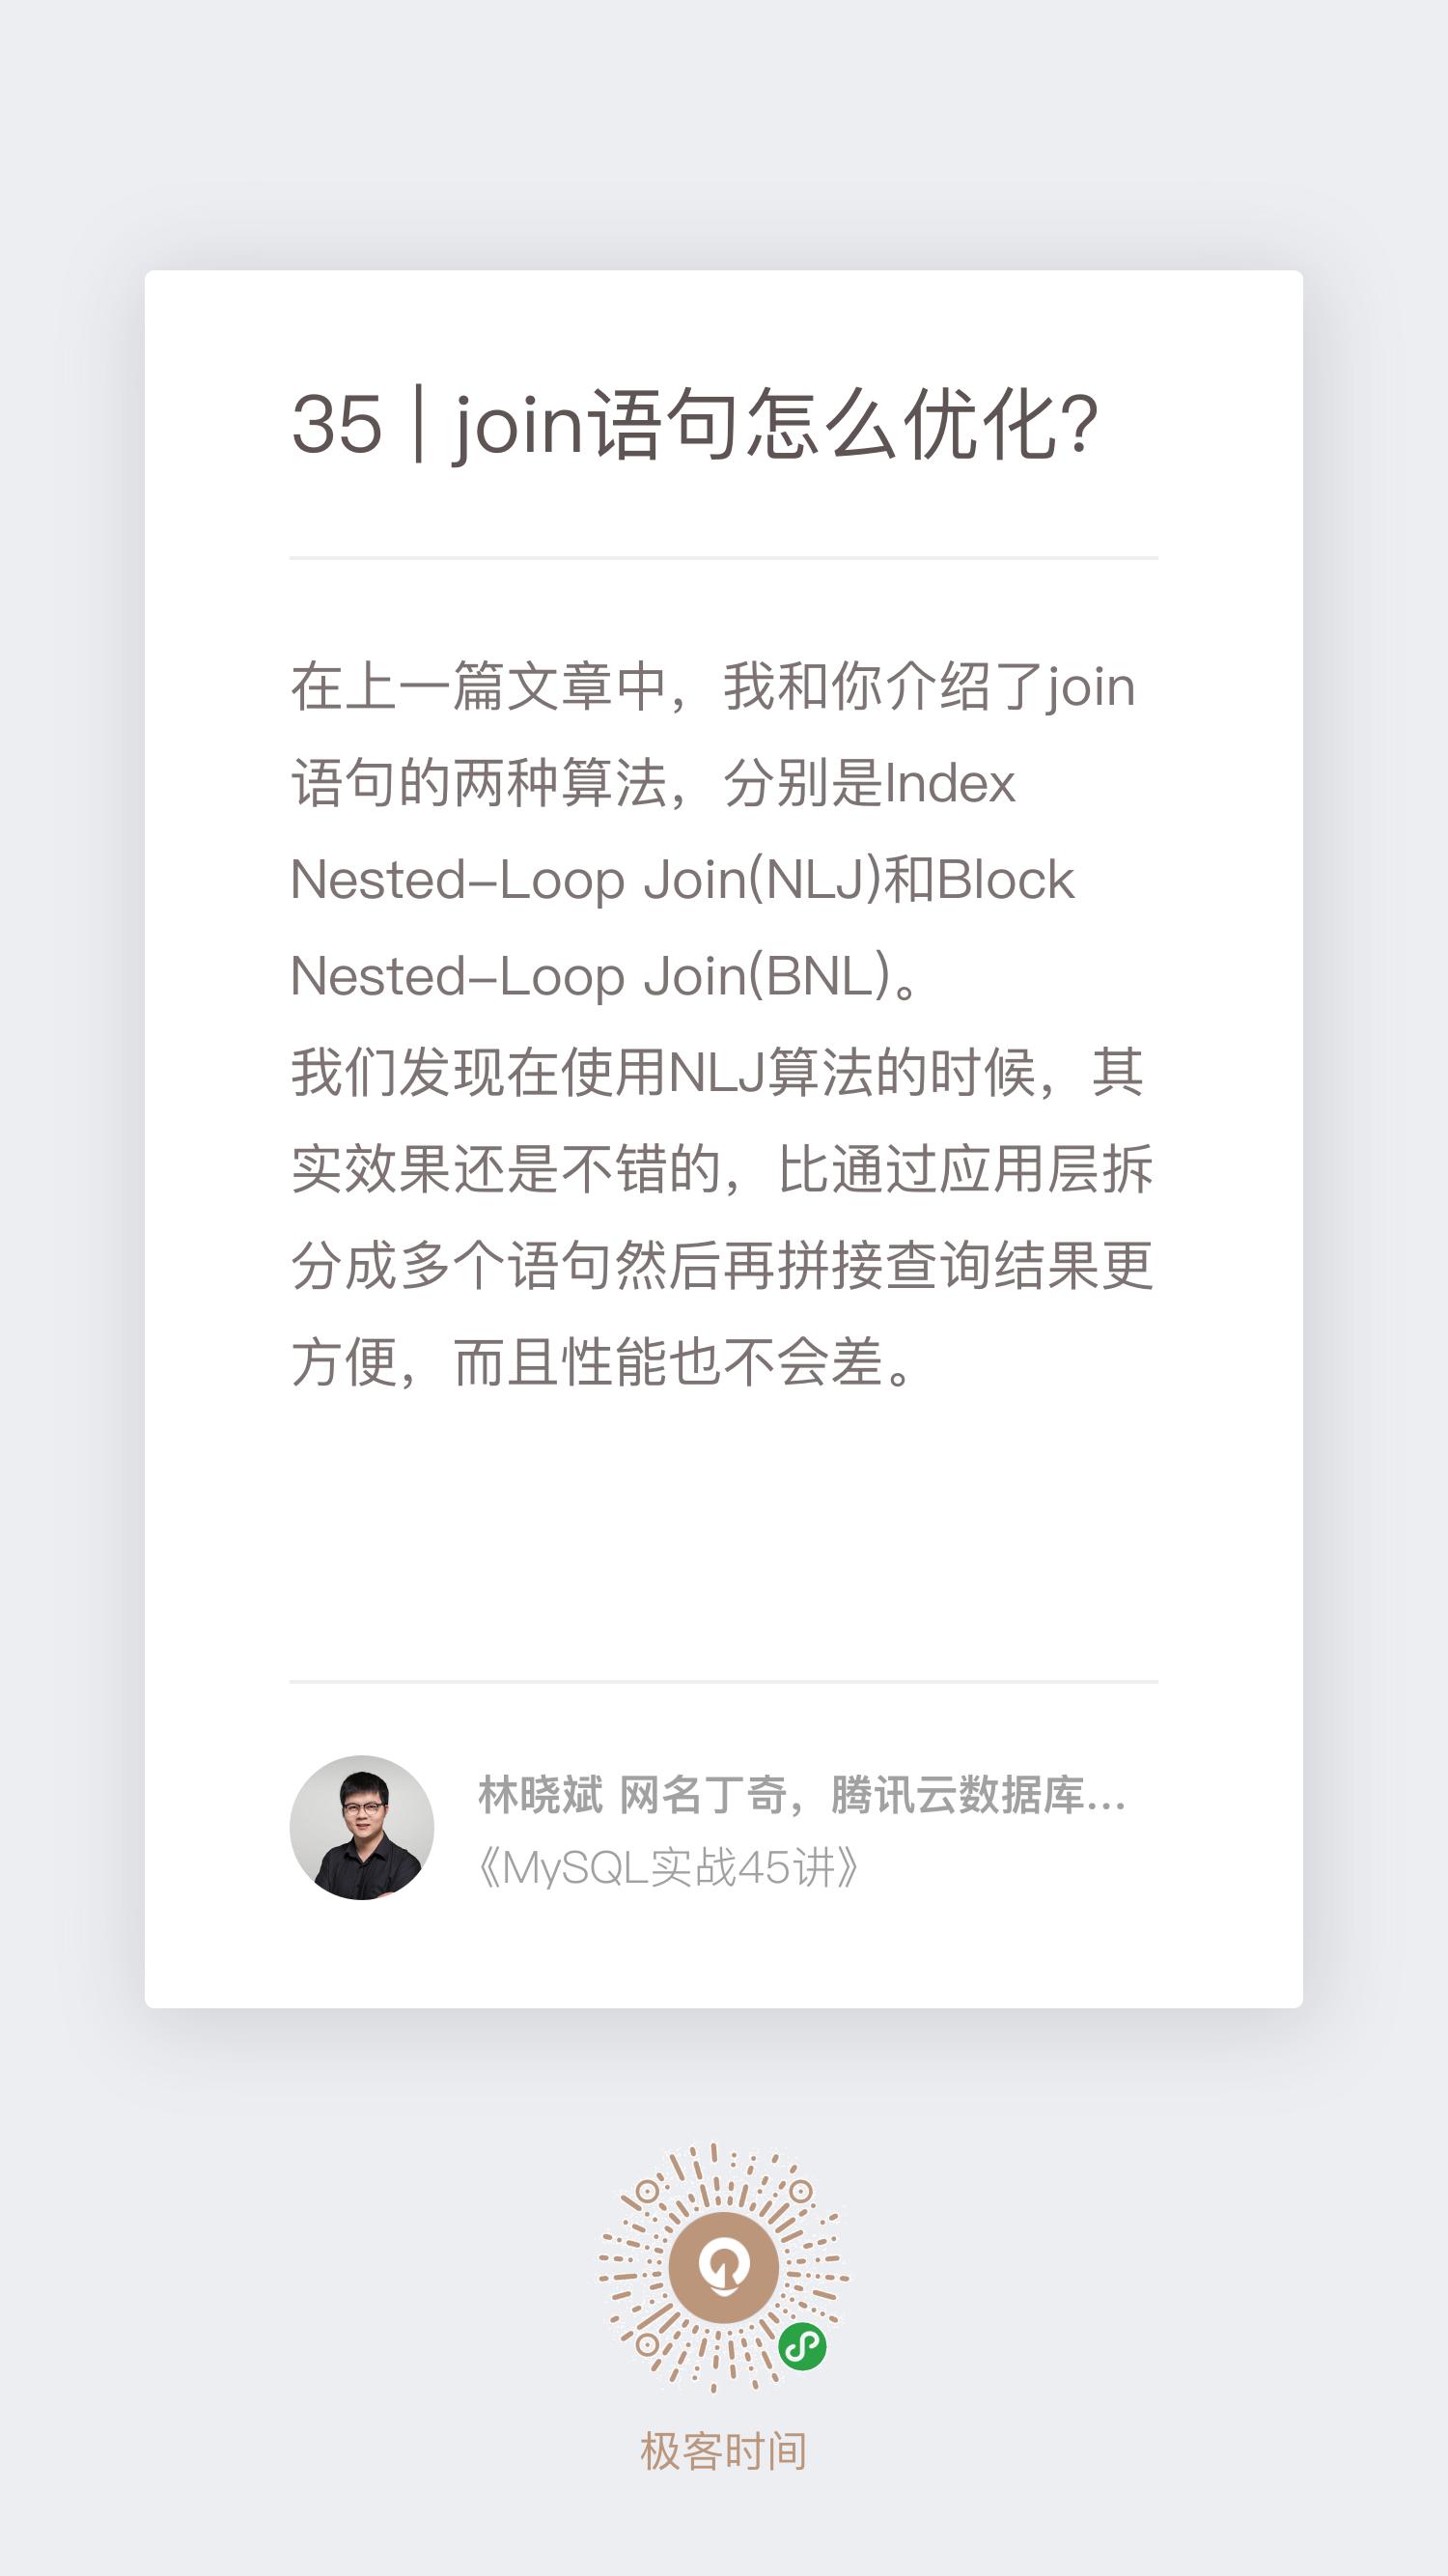 35 | join语句怎么优化?
在上一篇文章中，我和你介绍了join
语句的两种算法，分别是Index
Nested-Loop Join(NLJ)和Block
Nested-Loop Join(BNL)。
我们发现在使用NLJ算法的时候，其
实效果还是不错的，比通过应用层拆
分成多个语句然后再拼接查询结果更
方便，而且性能也不会差。
林晓斌 网名丁奇，腾讯云数据库...
《MySQL实战45讲》
极客时间